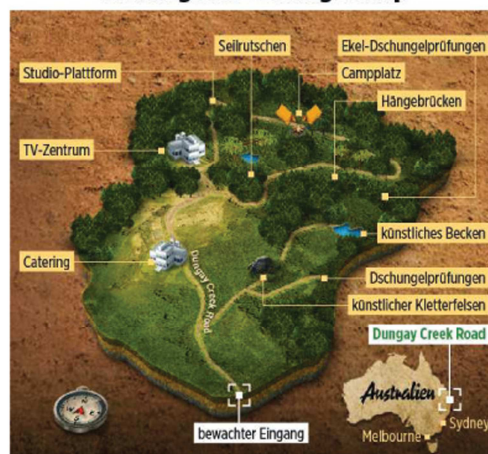 Seilrutschen
Ekel-Dschungelprüfungen
Studio-Plattform
Campplatz
Hängebrücken
TV-Zentrum
künstliches Becken
Catering
Dungay Creek Road
Dschungelprüfungen
künstlicher Kletterfelsen
Dungay Creek Road
Australien
Sydney
Melbourne
bewachter Eingang